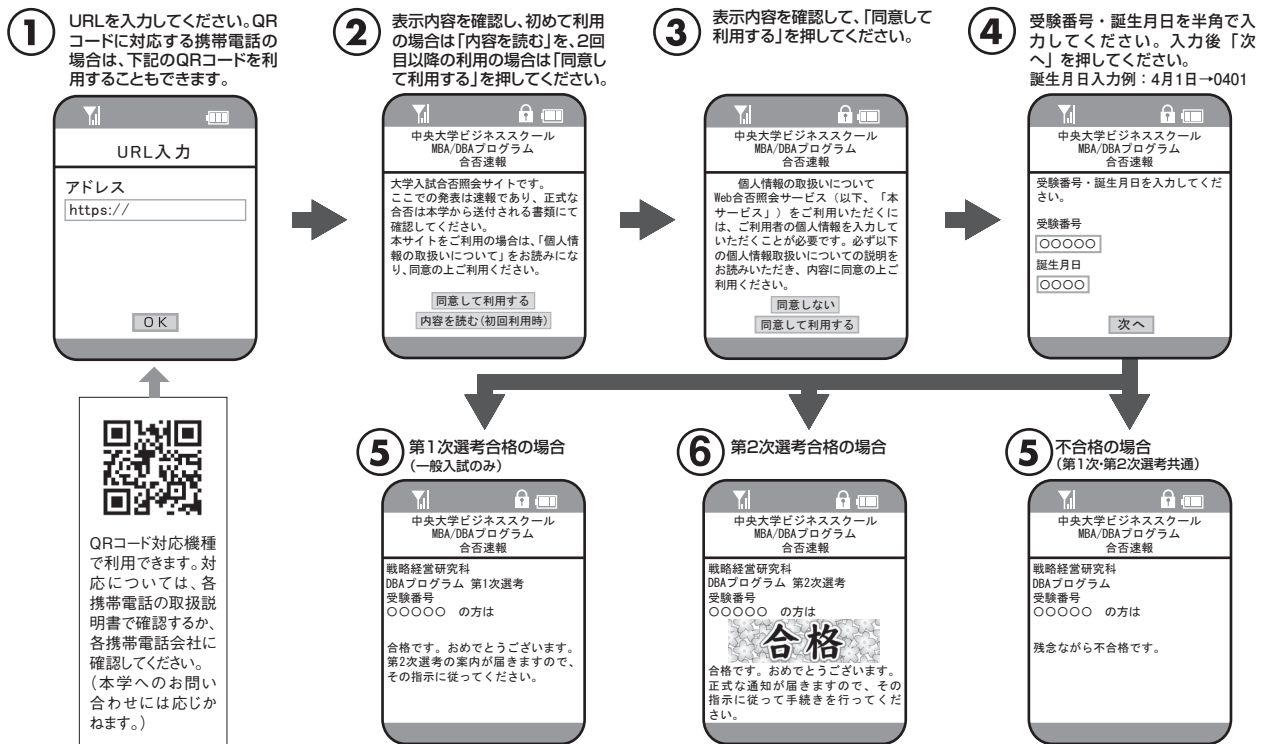 1
URLを入力してください。QR
コードに対応する携帯電話の
場合は、下記のQRコードを利
用することもできます。
URL入力
アドレス
https://
OK
QRコード対応機種
で利用できます。対
応については、各
携帯電話の取扱説
明書で確認するか、
各携帯電話会社に
確認してください。
(本学へのお問い
合わせには応じか
ねます。)
2
表示内容を確認し、初めて利用
の場合は「内容を読む」を、2回
目以降の利用の場合は「同意し
て利用する」を押してください。
中央大学ビジネススクール
MBA/DBAプログラム
合否速報
大学入試合否照会サイトです。
ここでの発表は速報であり、正式な
合否は本学から送付される書類にて
確認してください。
本サイトをご利用の場合は、「個人情
報の取扱いについて」をお読みにな
り、同意の上ご利用ください。
同意して利用する
内容を読む(初回利用時)
3
表示内容を確認して、「同意して
利用する」を押してください。
中央大学ビジネススクール
MBA/DBAプログラム
合否速報
個人情報の取扱いについて
Web合否照会サービス(以下、「本
サービス」)をご利用いただくに
は、ご利用者の個人情報を入力して
いただくことが必要です。必ず以下
の個人情報取扱いについての説明を
お読みいただき、内容に同意の上ご
利用ください。
同意しない
同意して利用する
4
受験番号・誕生月日を半角で入
力してください。入力後「次
へ」を押してください。
誕生月日入力例:4月1日→0401
中央大学ビジネススクール
MBA/DBAプログラム
合否速報
受験番号・誕生月日を入力してくだ
さい。
受験番号
○○○○○
誕生月日
○○○○
次へ
5
第1次選考合格の場合
(一般入試のみ)
中央大学ビジネススクール
MBA/DBAプログラム
合否速報
戦略経営研究科
DBAプログラム 第1次選考
受験番号
○○○○○ の方は
合格です。おめでとうございます。
第2次選考の案内が届きますので、
その指示に従ってください。
6
第2次選考合格の場合
中央大学ビジネススクール
MBA/DBAプログラム
合否速報
戦略経営研究科
DBAプログラム 第2次選考
受験番号
○○○○○ の方は
合格
合格です。おめでとうございます。
正式な通知が届きますので、その
指示に従って手続きを行ってくだ
さい。
5
不合格の場合
(第1次・第2次選考共通)
中央大学ビジネススクール
MBA/DBAプログラム
合否速報
戦略経営研究科
DBAプログラム
受験番号
○○○○○ の方は
残念ながら不合格です。